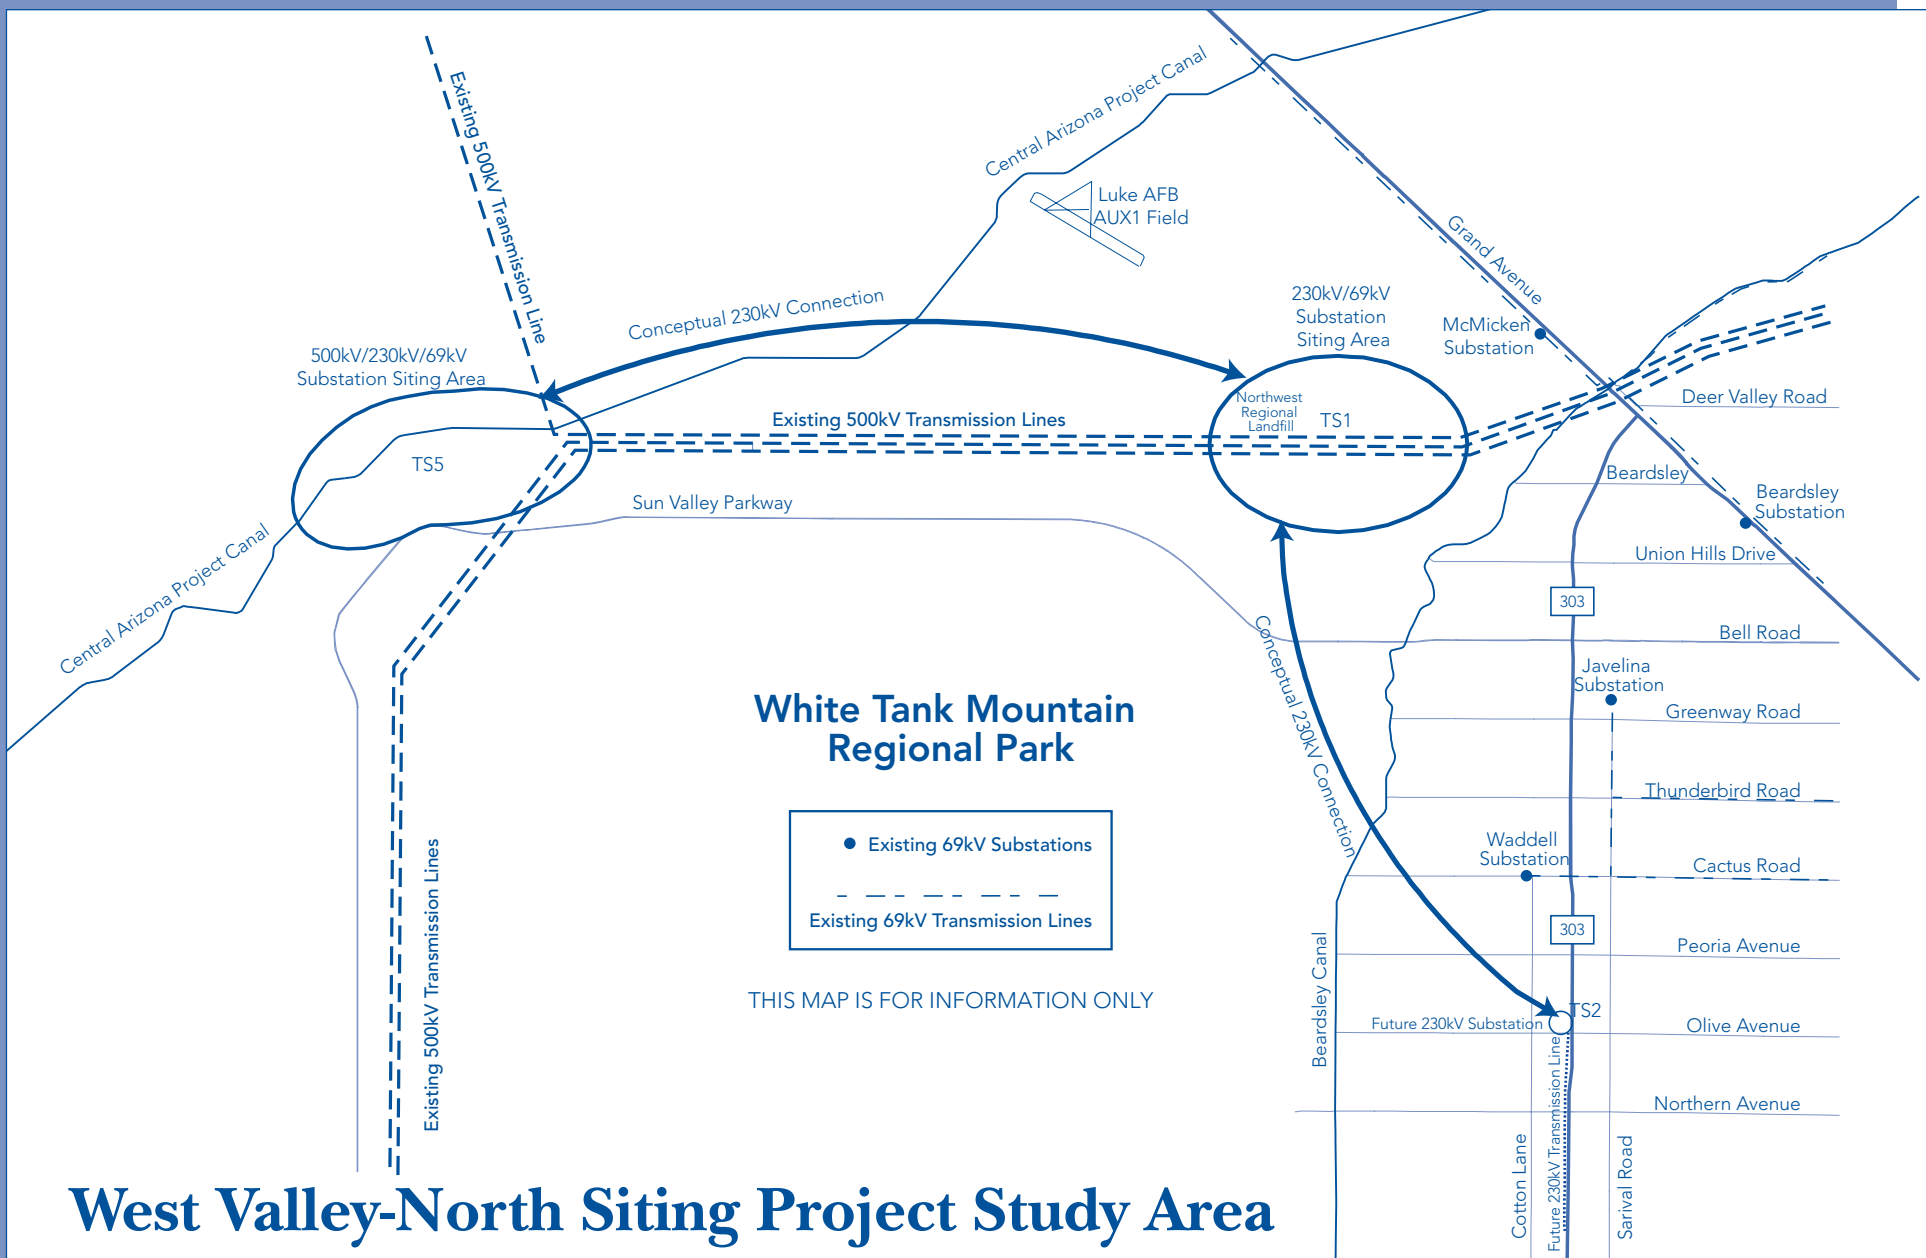 Existing 500kV Transmission Line
Central Arizona Project Canal
Luke AFB
AUX1 Field
Grand Avenue
Conceptual 230kV Connection
230kV/69kV
Substation
Siting Area
McMicken
Substation
500kV/230kV/69kV
Substation Siting Area
Northwest
Regional
Landfill
TS1
Deer Valley Road
Existing 500kV Transmission Lines
TS5
Beardsley
Sun Valley Parkway
Beardsley
Substation
Union Hills Drive
Central Arizona Project Canal
303
Bell Road
Conceptual 230kV Connection
Javelina
Substation
White Tank Mountain
Regional Park
Greenway Road
Thunderbird Road
Existing 69kV Substations
Waddell
Substation
Cactus Road
Existing 69kV Transmission Lines
Existing 500kV Transmission Lines
303
Beardsley Canal
Peoria Avenue
THIS MAP IS FOR INFORMATION ONLY
TS2
Future 230kV Substation
Olive Avenue
Northern Avenue
Cotton Lane
Future 230kV Transmission Line
Sarival Road
West Valley-North Siting Project Study Area